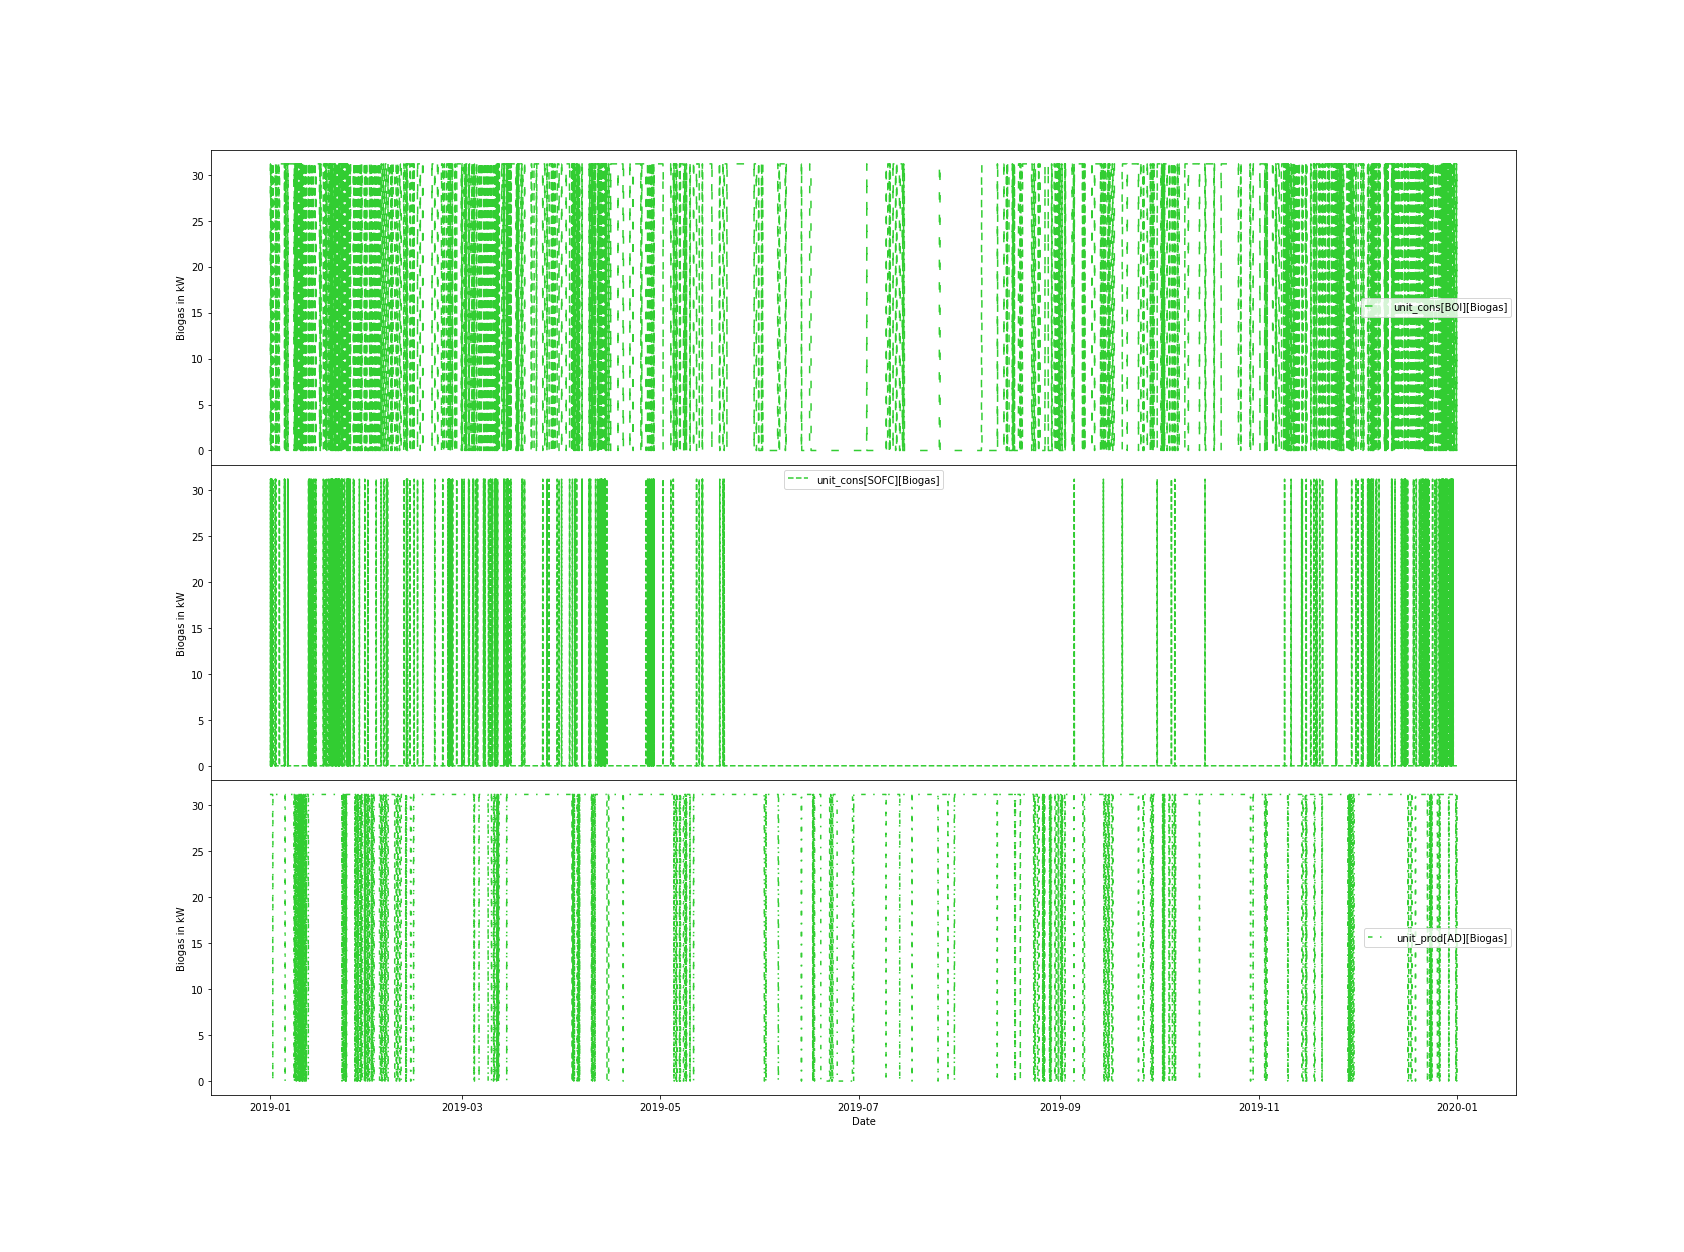 30
25
20
15
10
5
0
Biogas in kW
unit_cons[BOI][Biogas]
30
25
20
15
10
5
0
Biogas in kW
unit_cons[SOFC][Biogas]
30
25
20
15
10
5
0
Biogas in kW
unit_prod[AD][Biogas]
2019-01 2019-03 2019-05 2019-07 2019-09 2019-11 2020-01
Date